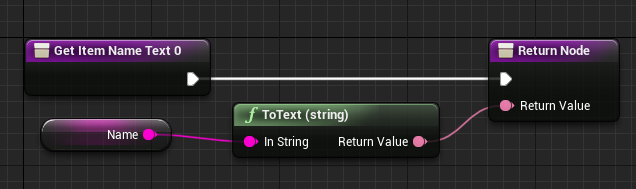 Get Item Name Text 0
Return Node
Return Value
Name
ƒ ToText (string)
In String
Return Value